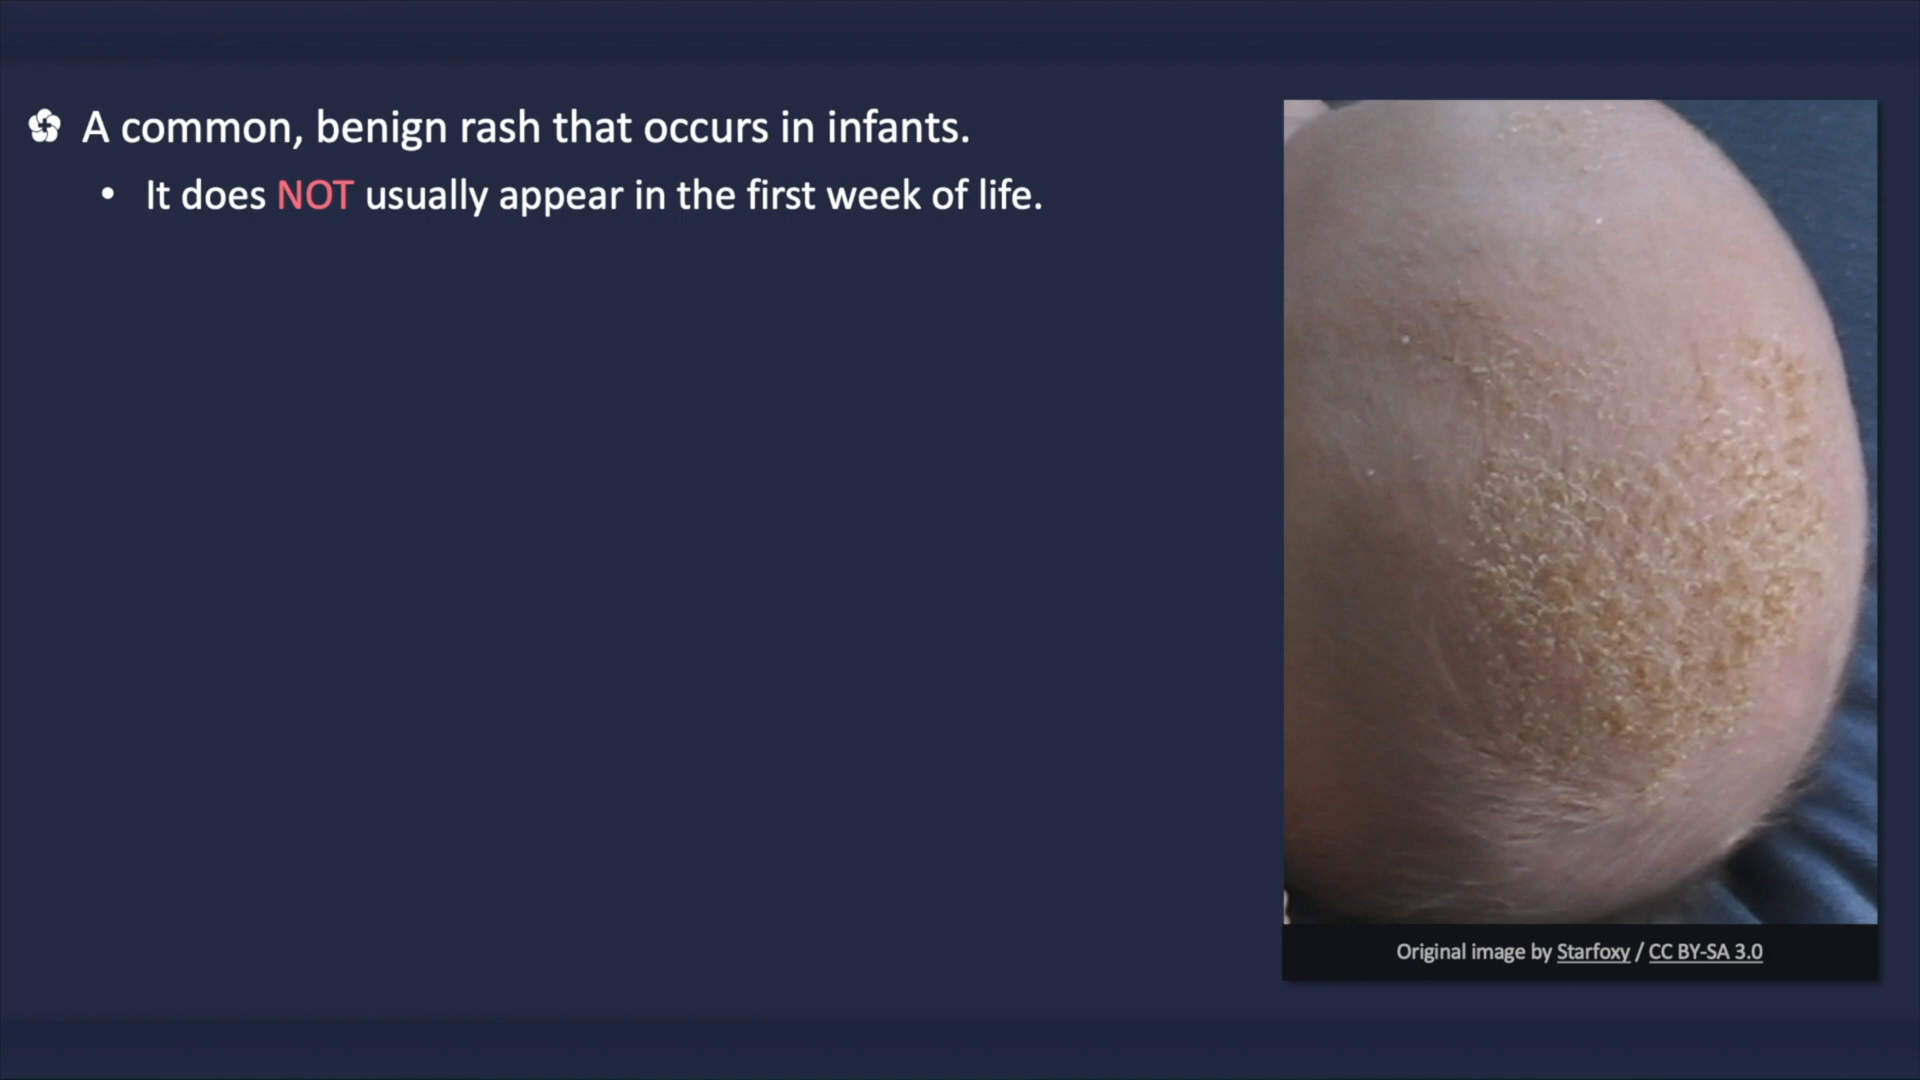 A common, benign rash that occurs in infants.
• It does NOT usually appear in the first week of life.
Original image by Starfoxy / CC BY-SA 3.0